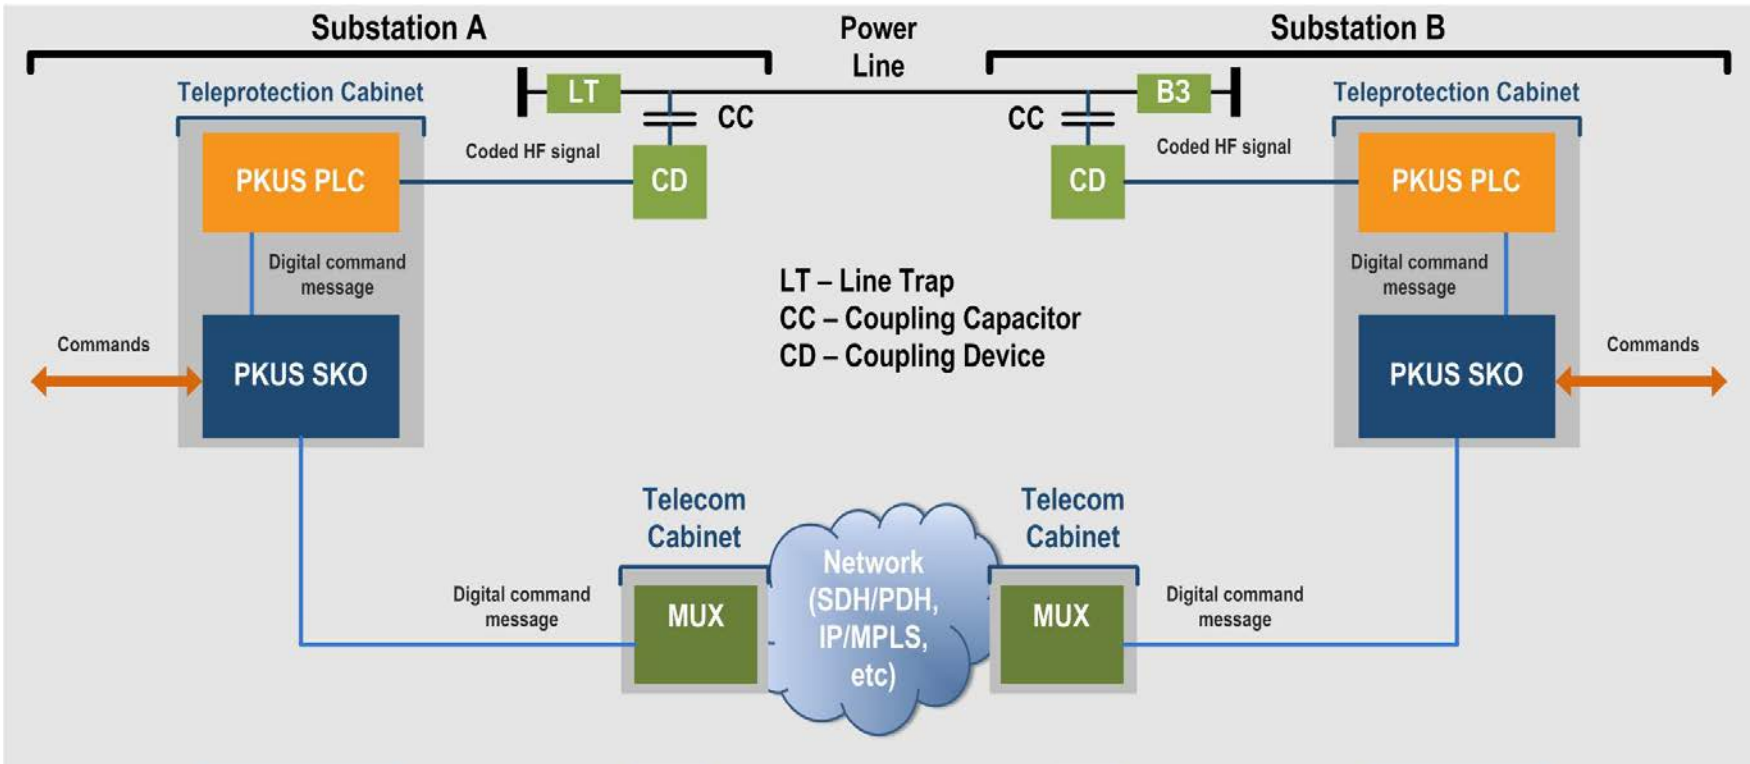 Substation A
Power
Line
Substation B
Teleprotection Cabinet
LT
CC
CC
B3
Teleprotection Cabinet
PKUS PLC
Coded HF signal
CD
CD
Coded HF signal
PKUS PLC
Digital command
message
Digital command
message
LT – Line Trap
CC – Coupling Capacitor
CD – Coupling Device
Commands
PKUS SKO
PKUS SKO
Commands
Telecom
Cabinet
Telecom
Cabinet
Digital command
message
MUX
Network
(SDH/PDH,
IP/MPLS,
etc)
MUX
Digital command
message